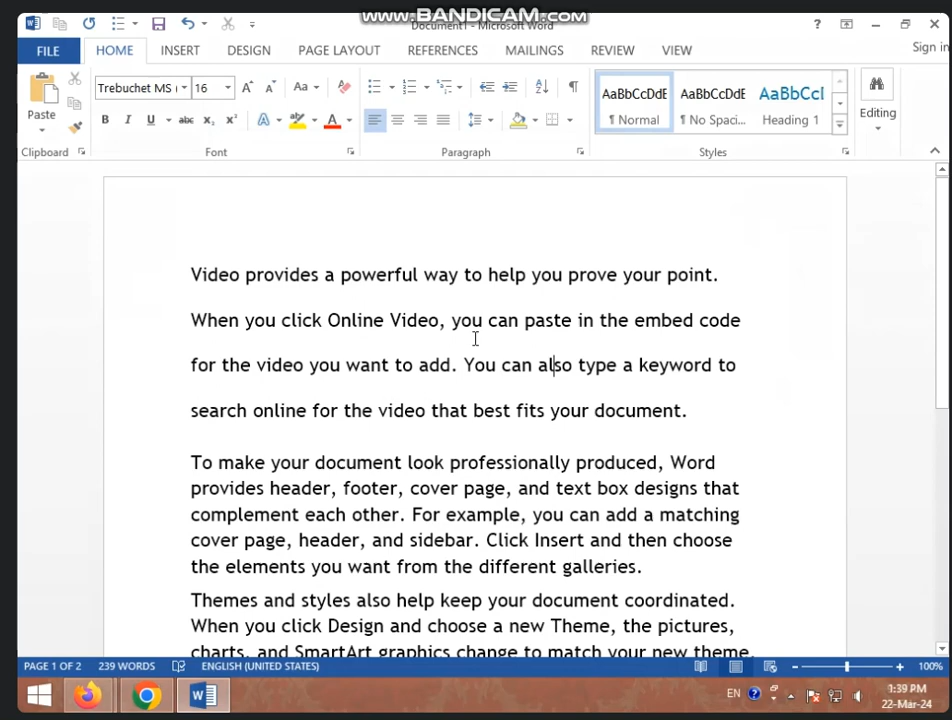 www.BANDICAM.com
Document1 - Microsoft Word
?
Sign in
FILE HOME INSERT DESIGN PAGE LAYOUT REFERENCES MAILINGS REVIEW VIEW
Paste
Trebuchet MS ( 16
Aa
B I U abc x₂ x²
A ab A
AaBbCcDdE AaBbCcDdE AaBbCcI
¶ Normal ¶ No Spaci... Heading 1
Editing
Clipboard Font Paragraph Styles
Video provides a powerful way to help you prove your point.
When you click Online Video, you can paste in the embed code
for the video you want to add. You can also type a keyword to
search online for the video that best fits your document.
To make your document look professionally produced, Word
provides header, footer, cover page, and text box designs that
complement each other. For example, you can add a matching
cover page, header, and sidebar. Click Insert and then choose
the elements you want from the different galleries.
Themes and styles also help keep your document coordinated.
When you click Design and choose a new Theme, the pictures,
charts, and SmartArt graphics change to match your new theme.
PAGE 1 OF 2 239 WORDS ENGLISH (UNITED STATES) 100%
EN
1:39 PM
22-Mar-24